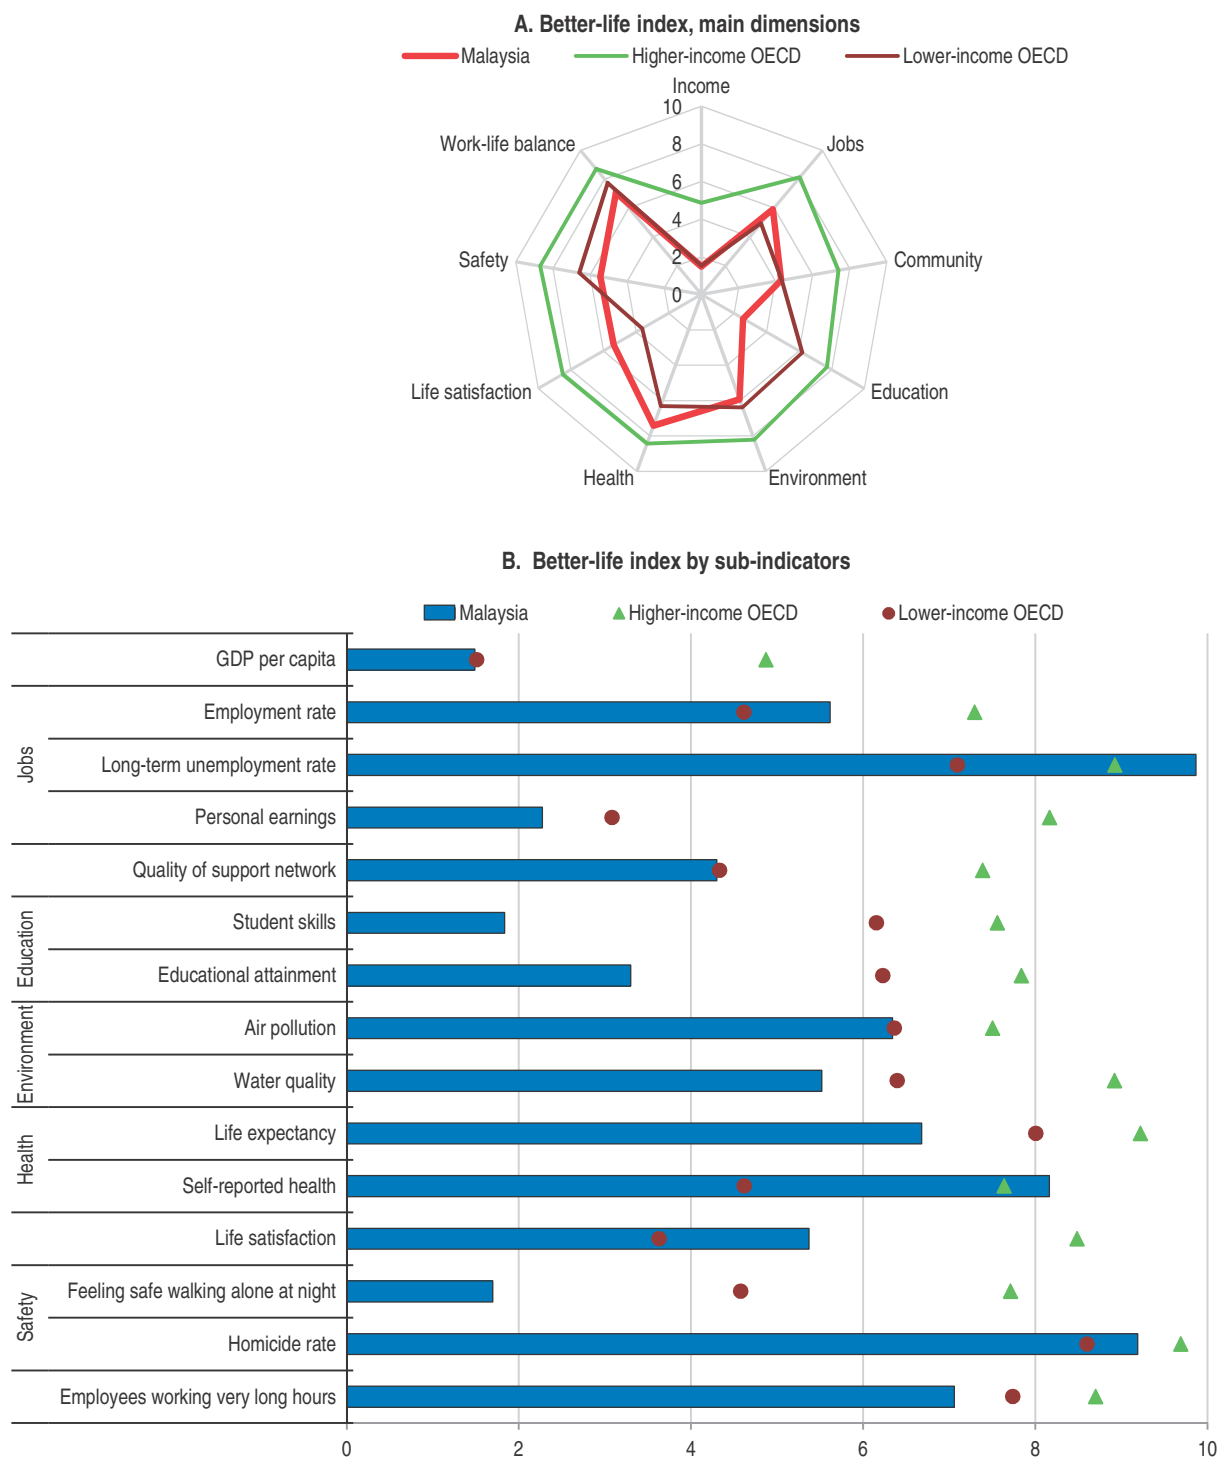 A. Better-life index, main dimensions
Malaysia Higher-income OECD Lower-income OECD
Income
10
Work-life balance 8 Jobs
6
4
Safety 2 Community
0
Life satisfaction Education
Health Environment
B. Better-life index by sub-indicators
Malaysia Higher-income OECD Lower-income OECD
GDP per capita
Jobs
Employment rate
Long-term unemployment rate
Personal earnings
Quality of support network
Education
Student skills
Educational attainment
Environment
Air pollution
Water quality
Health
Life expectancy
Self-reported health
Life satisfaction
Safety
Feeling safe walking alone at night
Homicide rate
Employees working very long hours
0 2 4 6 8 10